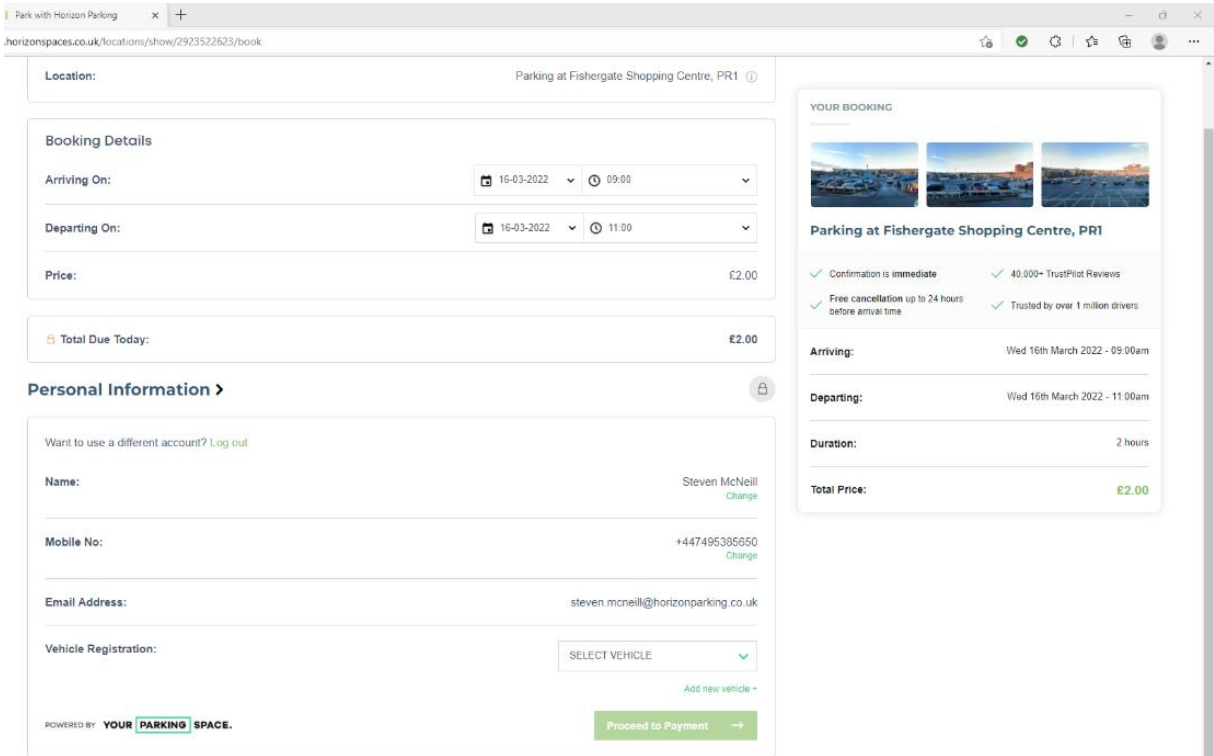 Park with Horizon Parking
.horizonspaces.co.uk/locations/show/2923522623/book
Location:
Parking at Fishergate Shopping Centre, PR1
Booking Details
Arriving On:
16-03-2022
09:00
Departing On:
16-03-2022
11:00
Price:
£2.00
Total Due Today:
£2.00
Personal Information >
Want to use a different account? Log out
Name:
Steven McNeill
Change
Mobile No:
+447495385650
Change
Email Address:
steven.mcneill@horizonparking.co.uk
Vehicle Registration:
SELECT VEHICLE
Add new vehicle +
POWERED BY YOUR PARKING SPACE.
Proceed to Payment
YOUR BOOKING
Parking at Fishergate Shopping Centre, PR1
Confirmation is immediate
40,000+ TrustPilot Reviews
Free cancellation up to 24 hours
before arrival time
Trusted by over 1 million drivers
Arriving:
Wed 16th March 2022 - 09:00am
Departing:
Wed 16th March 2022 - 11:00am
Duration:
2 hours
Total Price:
£2.00